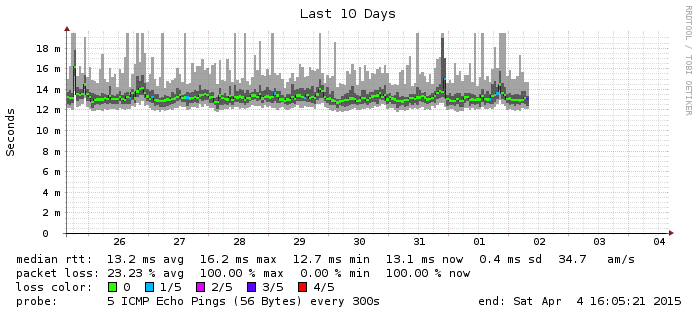 Last 10 Days
RRDTOOL / TOBI OETIKER
Seconds
18 m
16 m
14 m
12 m
10 m
8 m
6 m
4 m
2 m
0
26 27 28 29 30 31 01 02 03 04
median rtt: 13.2 ms avg 16.2 ms max 12.7 ms min 13.1 ms now 0.4 ms sd 34.7 am/s
packet loss: 23.23 % avg 100.00 % max 0.00 % min 100.00 % now
loss color: 0 1/5 2/5 3/5 4/5
probe: 5 ICMP Echo Pings (56 Bytes) every 300s end: Sat Apr 4 16:05:21 2015